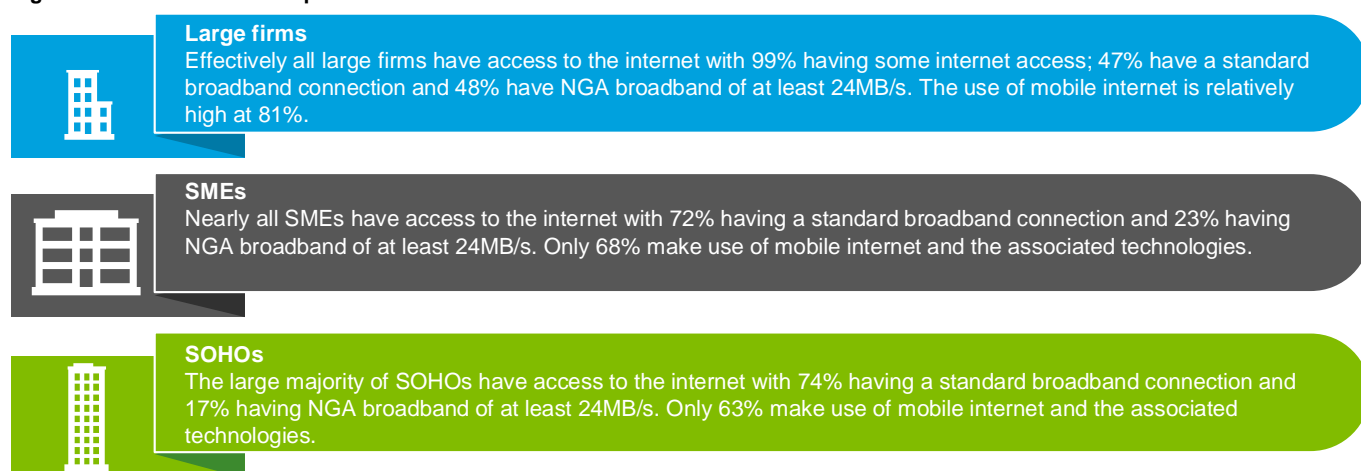 Large firms
Effectively all large firms have access to the internet with 99% having some internet access; 47% have a standard
broadband connection and 48% have NGA broadband of at least 24MB/s. The use of mobile internet is relatively
high at 81%.
SMEs
Nearly all SMEs have access to the internet with 72% having a standard broadband connection and 23% having
NGA broadband of at least 24MB/s. Only 68% make use of mobile internet and the associated technologies.
SOHOs
The large majority of SOHOs have access to the internet with 74% having a standard broadband connection and
17% having NGA broadband of at least 24MB/s. Only 63% make use of mobile internet and the associated
technologies.